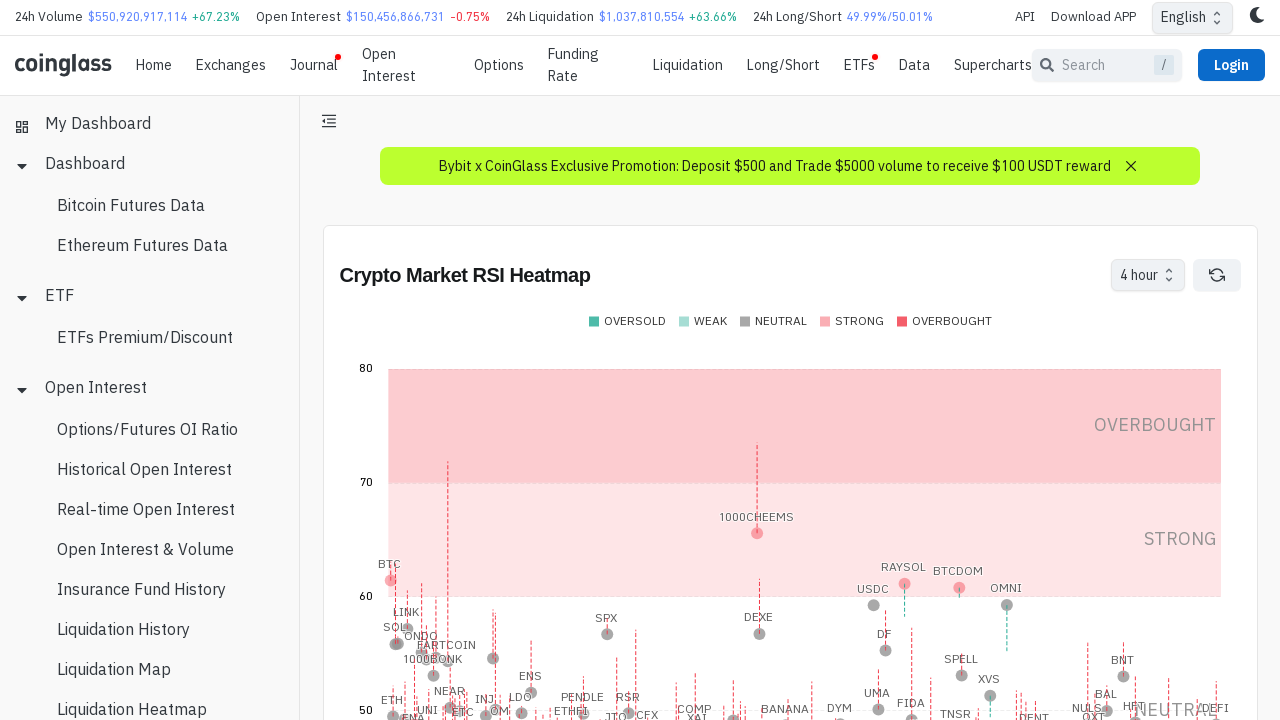 24h Volume $550,920,917,114 +67.23% Open Interest $150,456,866,731 -0.75% 24h Liquidation $1,037,810,554 +63.66% 24h Long/Short 49.99%/50.01% API Download APP English
coinglass Home Exchanges Journal Open Interest Options Funding Rate Liquidation Long/Short ETFs Data Supercharts Search / Login
My Dashboard
Dashboard
Bitcoin Futures Data
Ethereum Futures Data
ETF
ETFs Premium/Discount
Open Interest
Options/Futures OI Ratio
Historical Open Interest
Real-time Open Interest
Open Interest & Volume
Insurance Fund History
Liquidation History
Liquidation Map
Liquidation Heatmap
Bybit x CoinGlass Exclusive Promotion: Deposit $500 and Trade $5000 volume to receive $100 USDT reward
Crypto Market RSI Heatmap 4 hour
OVERSOLD WEAK NEUTRAL STRONG OVERBOUGHT
80
OVERBOUGHT
70
1000CHEEMS
STRONG
BTC RAYSOL BTCDOM
USDC OMNI
60
LINK SPX DEXE
SOL ONDO DF
FARTCOIN
1000BONK SPELL BNT
ENS XVS
NEAR UMA BAL
ETH INJ LDO PENDLE RSR FIDA HFT
UNI ETC OM ETHFI COMP BANANA DYM NULS DEFI
ENA JTO CFX XAI TNSR DENT OXT
50 NEUTRAL